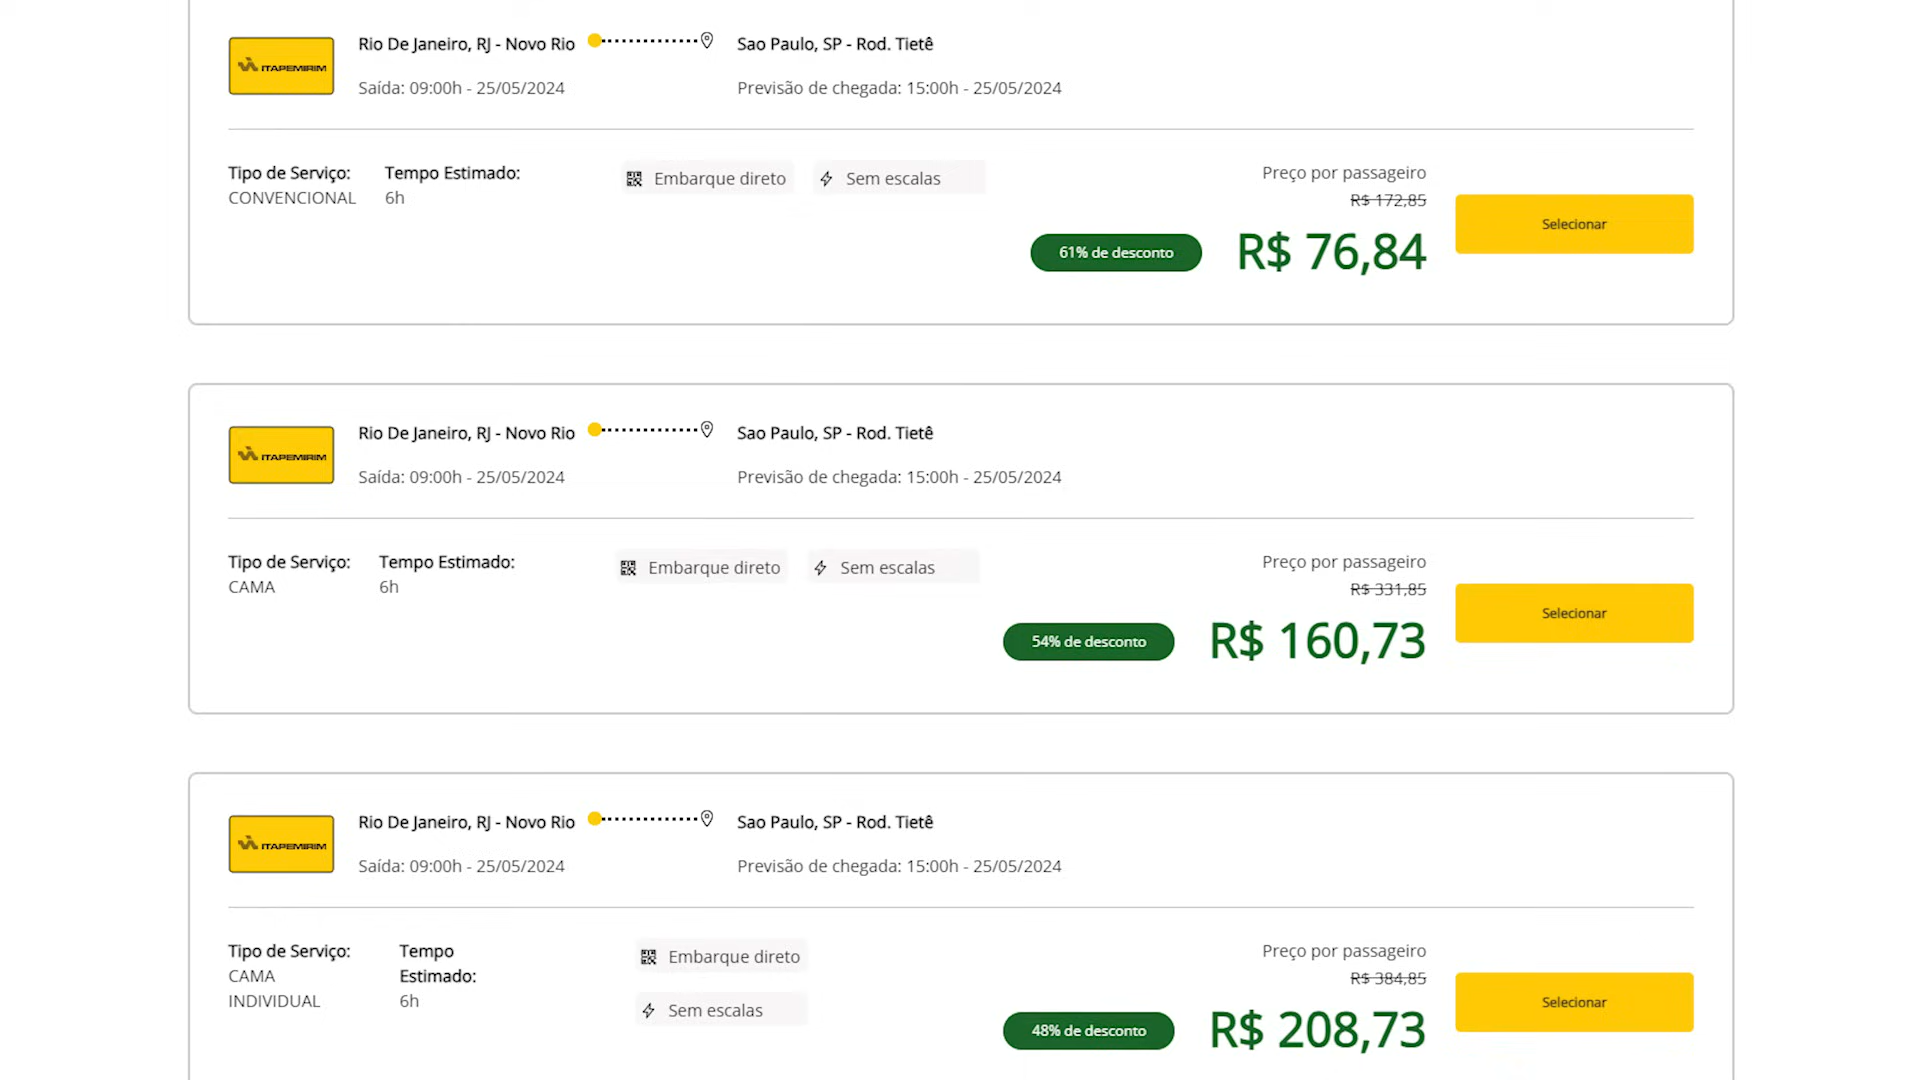 ITAPEMIRIM
Rio De Janeiro, RJ - Novo Rio
Sao Paulo, SP - Rod. Tietê
Saída: 09:00h - 25/05/2024
Previsão de chegada: 15:00h - 25/05/2024
Tipo de Serviço:
CONVENCIONAL
Tempo Estimado:
6h
Embarque direto
Sem escalas
Preço por passageiro
R$ 172,85
61% de desconto
R$ 76,84
Selecionar
ITAPEMIRIM
Rio De Janeiro, RJ - Novo Rio
Sao Paulo, SP - Rod. Tietê
Saída: 09:00h - 25/05/2024
Previsão de chegada: 15:00h - 25/05/2024
Tipo de Serviço:
CAMA
Tempo Estimado:
6h
Embarque direto
Sem escalas
Preço por passageiro
R$ 331,85
54% de desconto
R$ 160,73
Selecionar
ITAPEMIRIM
Rio De Janeiro, RJ - Novo Rio
Sao Paulo, SP - Rod. Tietê
Saída: 09:00h - 25/05/2024
Previsão de chegada: 15:00h - 25/05/2024
Tipo de Serviço:
CAMA
INDIVIDUAL
Tempo
Estimado:
6h
Embarque direto
Sem escalas
Preço por passageiro
R$ 384,85
48% de desconto
R$ 208,73
Selecionar